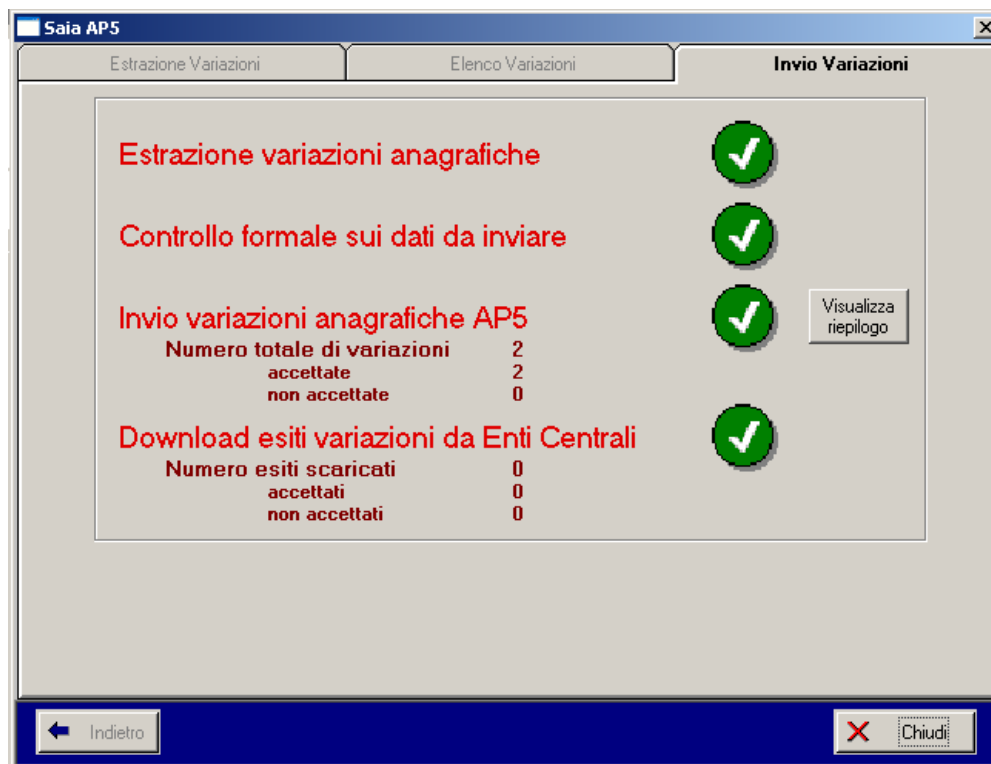 Saia AP5
Estrazione Variazioni
Elenco Variazioni
Invio Variazioni
Estrazione variazioni anagrafiche
Controllo formale sui dati da inviare
Invio variazioni anagrafiche AP5
Visualizza
riepilogo
Numero totale di variazioni 2
accettate 2
non accettate 0
Download esiti variazioni da Enti Centrali
Numero esiti scaricati 0
accettati 0
non accettati 0
Indietro
Chiudi